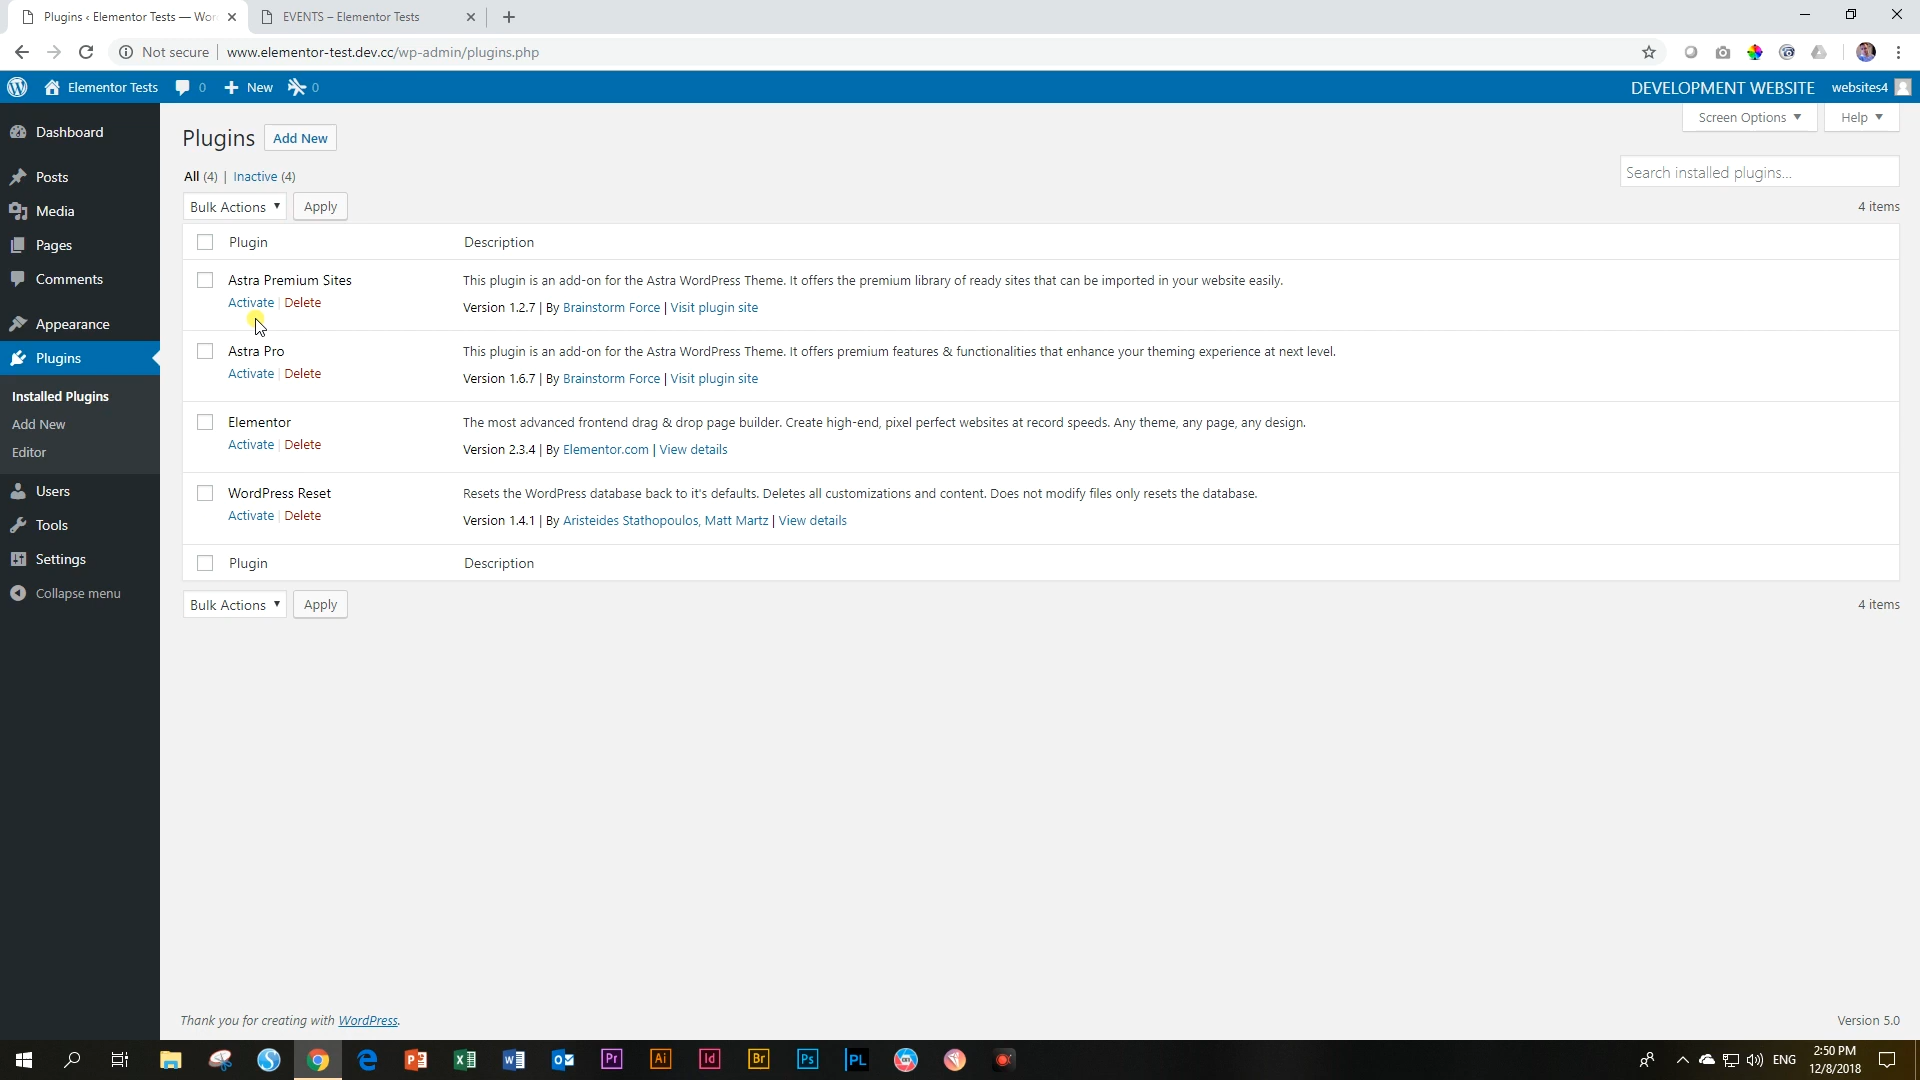 Plugins ‹ Elementor Tests — Wor
EVENTS – Elementor Tests
Not secure
www.elementor-test.dev.cc/wp-admin/plugins.php
Elementor Tests
0
New
0
DEVELOPMENT WEBSITE
websites4
Screen Options
Help
Dashboard
Posts
Media
Pages
Comments
Appearance
Plugins
Installed Plugins
Add New
Editor
Users
Tools
Settings
Collapse menu
Plugins
Add New
All (4) | Inactive (4)
Search installed plugins...
Bulk Actions
Apply
4 items
Plugin
Description
Astra Premium Sites
Activate | Delete
This plugin is an add-on for the Astra WordPress Theme. It offers the premium library of ready sites that can be imported in your website easily.
Version 1.2.7 | By Brainstorm Force | Visit plugin site
Astra Pro
Activate | Delete
This plugin is an add-on for the Astra WordPress Theme. It offers premium features & functionalities that enhance your theming experience at next level.
Version 1.6.7 | By Brainstorm Force | Visit plugin site
Elementor
Activate | Delete
The most advanced frontend drag & drop page builder. Create high-end, pixel perfect websites at record speeds. Any theme, any page, any design.
Version 2.3.4 | By Elementor.com | View details
WordPress Reset
Activate | Delete
Resets the WordPress database back to it's defaults. Deletes all customizations and content. Does not modify files only resets the database.
Version 1.4.1 | By Aristeides Stathopoulos, Matt Martz | View details
Plugin
Description
Bulk Actions
Apply
4 items
Thank you for creating with WordPress.
Version 5.0
Pr
Ai
Id
Br
Ps
PL
ENG
2:50 PM
12/8/2018